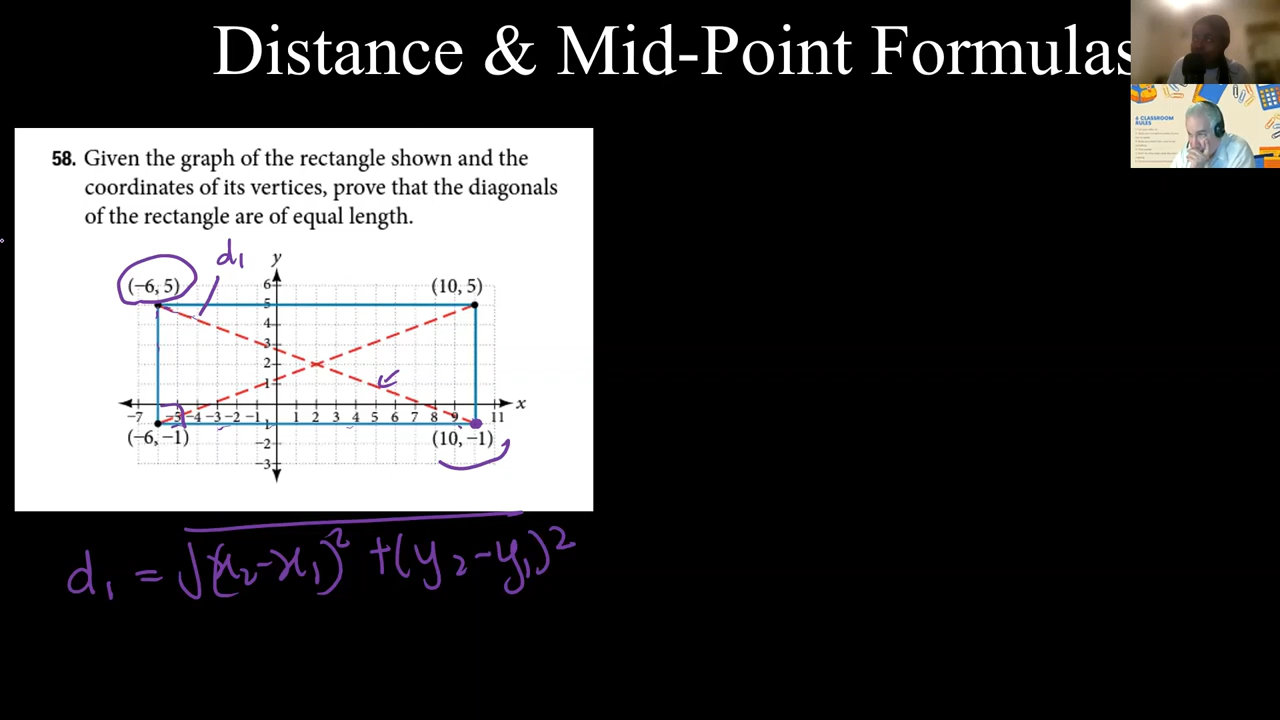 Distance & Mid-Point Formulas
6 CLASSROOM
RULES
58. Given the graph of the rectangle shown and the
coordinates of its vertices, prove that the diagonals
of the rectangle are of equal length.
d₁
y
(−6, 5)
(10, 5)
6
5
4
3
2
1
x
−7 −5 −4 −3 −2 −1 1 2 3 4 5 6 7 8 9 11
(−6, −1)
(10, −1)
−2
−3
d₁ = √(x₂−x₁)² + (y₂−y₁)²